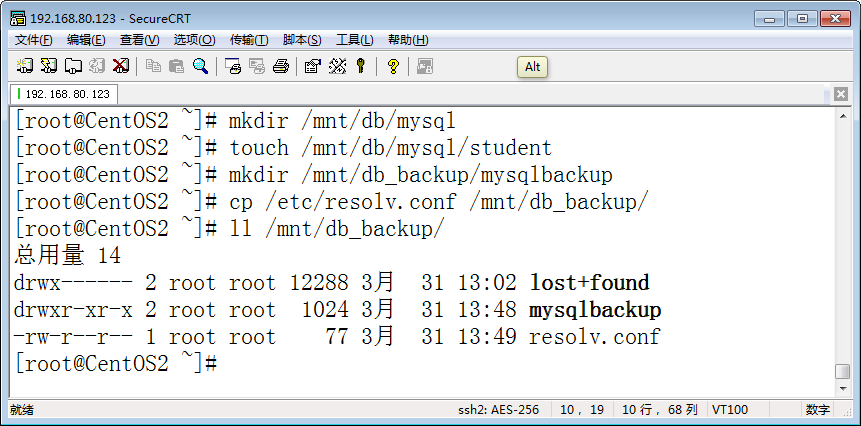 192.168.80.123 - SecureCRT
文件(F) 编辑(E) 查看(V) 选项(O) 传输(T) 脚本(S) 工具(L) 帮助(H)
Alt
192.168.80.123
[root@CentOS2 ~]# mkdir /mnt/db/mysql
[root@CentOS2 ~]# touch /mnt/db/mysql/student
[root@CentOS2 ~]# mkdir /mnt/db_backup/mysqlbackup
[root@CentOS2 ~]# cp /etc/resolv.conf /mnt/db_backup/
[root@CentOS2 ~]# ll /mnt/db_backup/
总用量 14
drwx------ 2 root root 12288 3月  31 13:02 lost+found
drwxr-xr-x 2 root root  1024 3月  31 13:48 mysqlbackup
-rw-r--r-- 1 root root    77 3月  31 13:49 resolv.conf
[root@CentOS2 ~]#
就绪 ssh2: AES-256 10, 19 10 行, 68 列 VT100 数字